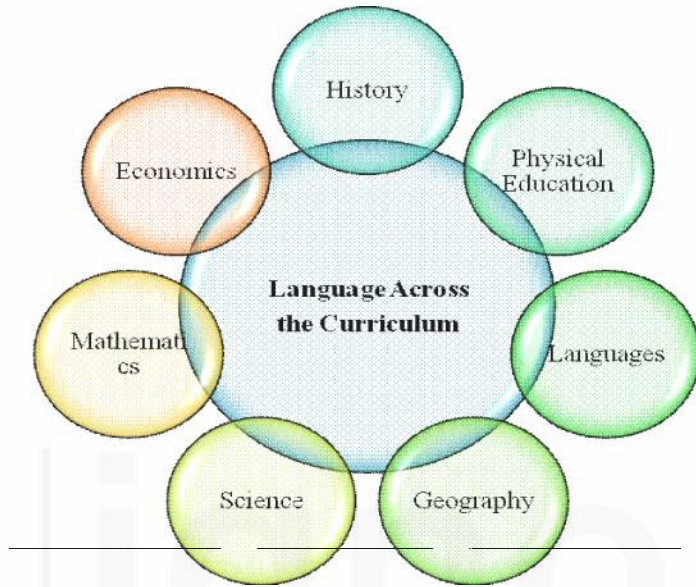 History
Physical
Education
Languages
Geography
Science
Mathemati
cs
Economics
Language Across
the Curriculum